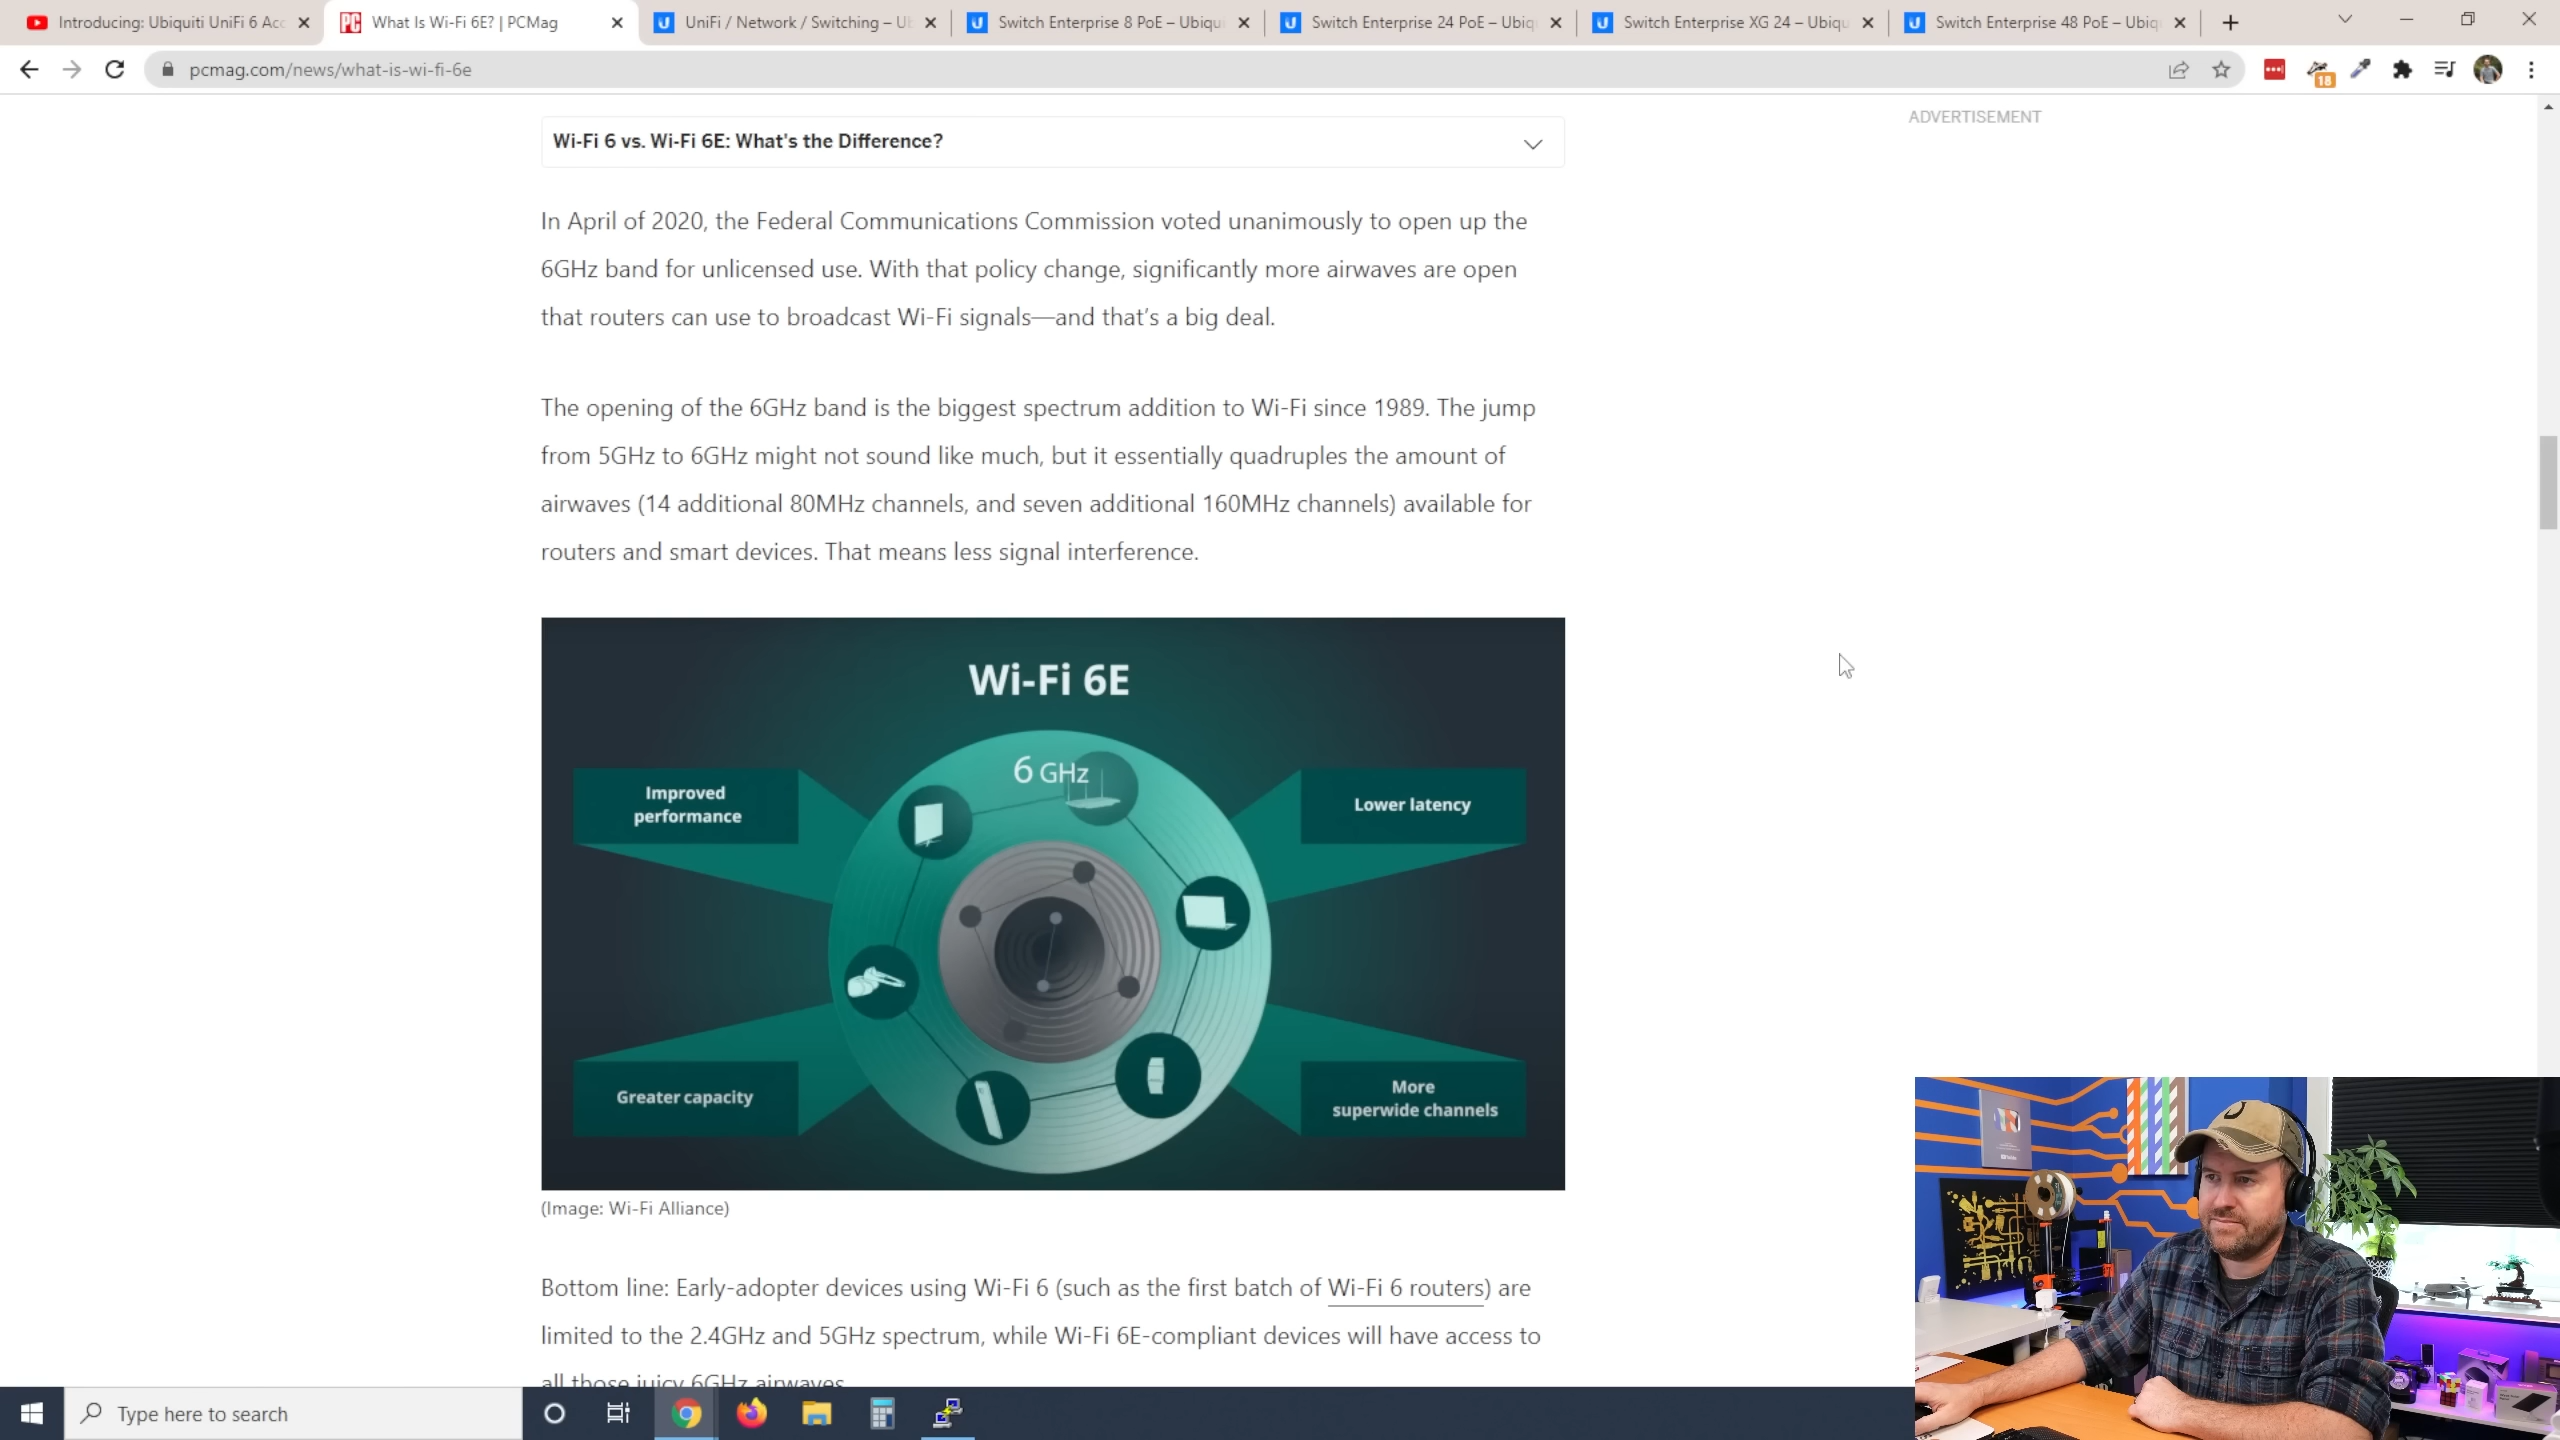 Introducing: Ubiquiti UniFi 6 Acc
What Is Wi-Fi 6E? | PCMag
UniFi / Network / Switching – Ub
Switch Enterprise 8 PoE – Ubiqui
Switch Enterprise 24 PoE – Ubiq
Switch Enterprise XG 24 – Ubiqu
Switch Enterprise 48 PoE – Ubiq
pcmag.com/news/what-is-wi-fi-6e
18
ADVERTISEMENT
Wi-Fi 6 vs. Wi-Fi 6E: What's the Difference?
In April of 2020, the Federal Communications Commission voted unanimously to open up the
6GHz band for unlicensed use. With that policy change, significantly more airwaves are open
that routers can use to broadcast Wi-Fi signals—and that's a big deal.
The opening of the 6GHz band is the biggest spectrum addition to Wi-Fi since 1989. The jump
from 5GHz to 6GHz might not sound like much, but it essentially quadruples the amount of
airwaves (14 additional 80MHz channels, and seven additional 160MHz channels) available for
routers and smart devices. That means less signal interference.
Wi-Fi 6E
6 GHz
Improved
performance
Lower latency
Greater capacity
More
superwide channels
(Image: Wi-Fi Alliance)
Bottom line: Early-adopter devices using Wi-Fi 6 (such as the first batch of Wi-Fi 6 routers) are
limited to the 2.4GHz and 5GHz spectrum, while Wi-Fi 6E-compliant devices will have access to
all those juicy 6GHz airwaves
Type here to search